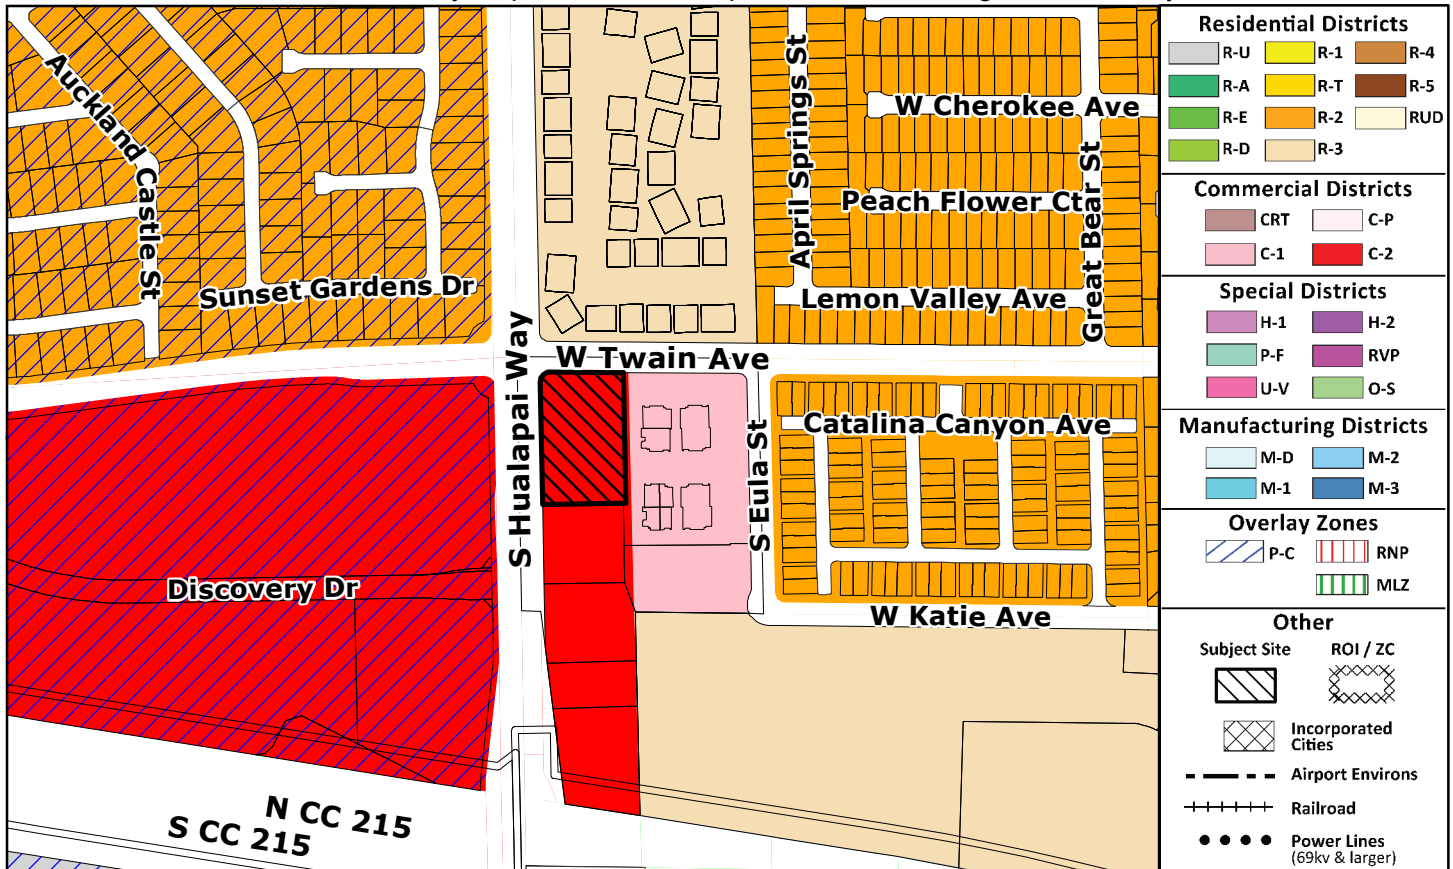 Auckland Castle St
Sunset Gardens Dr
April Springs St
W Cherokee Ave
Peach Flower Ct
Great Bear St
Lemon Valley Ave
W Twain Ave
S Hualapai Way
S Eula St
Catalina Canyon Ave
Discovery Dr
W Katie Ave
N CC 215
S CC 215
Residential Districts
R-U R-1 R-4
R-A R-T R-5
R-E R-2 RUD
R-D R-3
Commercial Districts
CRT C-P
C-1 C-2
Special Districts
H-1 H-2
P-F RVP
U-V O-S
Manufacturing Districts
M-D M-2
M-1 M-3
Overlay Zones
P-C RNP
MLZ
Other
Subject Site ROI / ZC
Incorporated
Cities
Airport Environs
Railroad
Power Lines
(69kv & larger)